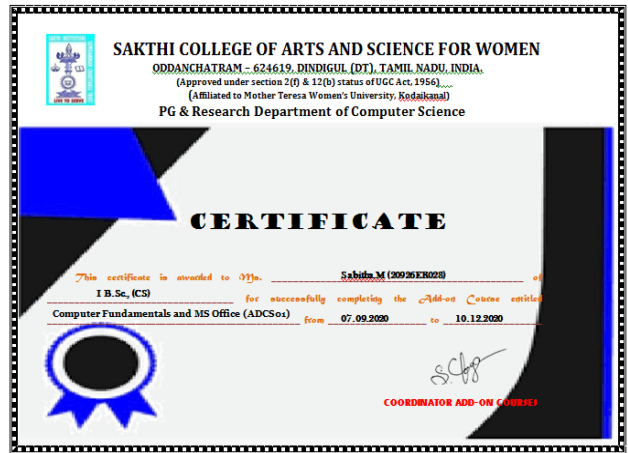 SAKTHI COLLEGE OF ARTS AND SCIENCE FOR WOMEN
ODDANCHATRAM – 624619. DINDIGUL (DT), TAMIL NADU, INDIA.
(Approved under section 2(f) & 12(b) status of UGC Act, 1956)
(Affiliated to Mother Teresa Women's University, Kodaikanal)
PG & Research Department of Computer Science
CERTIFICATE
This certificate is awarded to Ms. Sabitha.M (20926ER028) of
I B.Sc., (CS) for successfully completing the Add-on Course entitled
Computer Fundamentals and MS Office (ADCS01) from 07.09.2020 to 10.12.2020
COORDINATOR ADD-ON COURSES